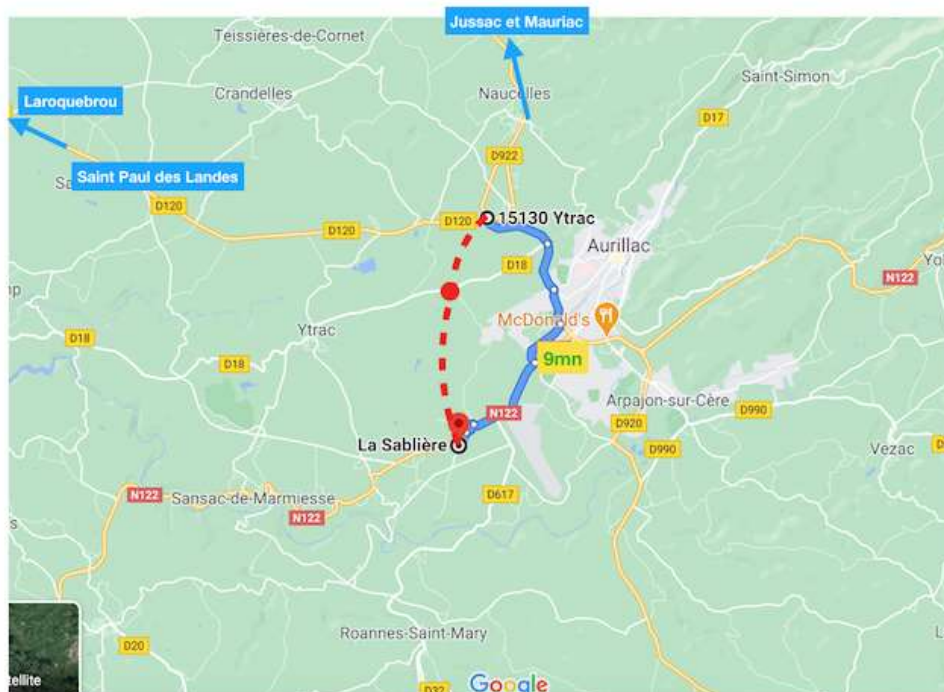 Jussac et Mauriac
Teissières-de-Cornet
Saint-Simon
Crandelles
Naucelles
Laroquebrou
D17
D922
Saint Paul des Landes
D120
D120
15130 Ytrac
Aurillac
D18
N122
McDonald's
Ytrac
D18
D18
9mn
Arpajon-sur-Cère
N122
D990
D920
La Sablière
D990
Vezac
Sansac-de-Marmiesse
N122
D617
N122
Roannes-Saint-Mary
D20
D32
Google